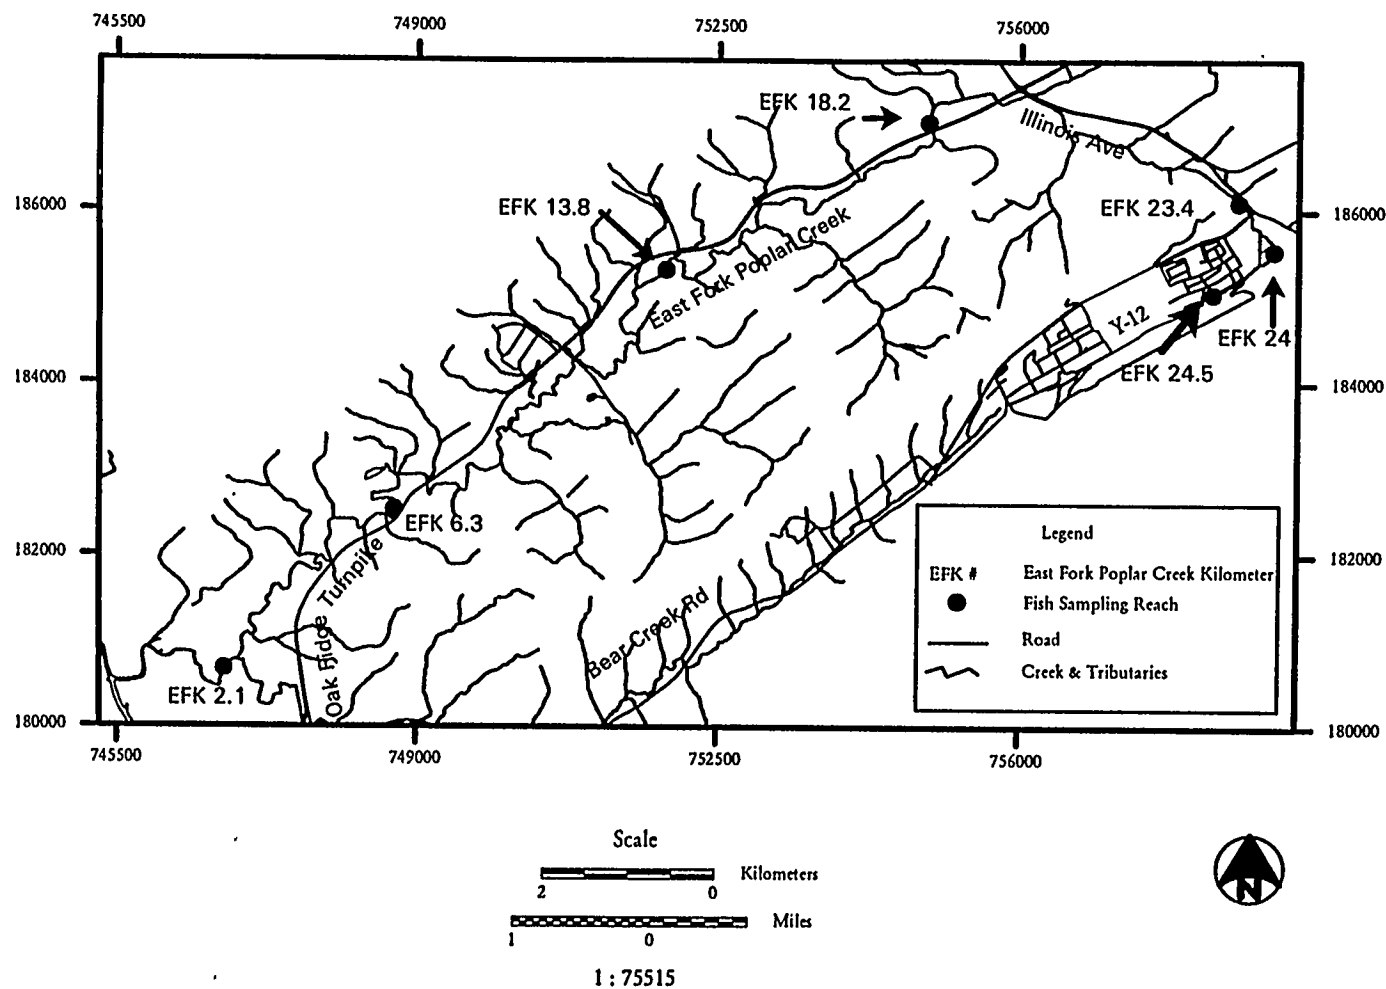 745500
749000
752500
756000
EFK 18.2
Illinois Ave
186000
EFK 13.8
EFK 23.4
186000
East Fork Poplar Creek
Y-12
EFK 24
184000
EFK 24.5
184000
EFK 6.3
182000
Oak Ridge Turnpike
182000
Bear Creek Rd
EFK 2.1
180000
180000
Legend
EFK # East Fork Poplar Creek Kilometer
Fish Sampling Reach
Road
Creek & Tributaries
745500
749000
752500
756000
Scale
Kilometers
2 0
Miles
1 0
1 : 75515
N